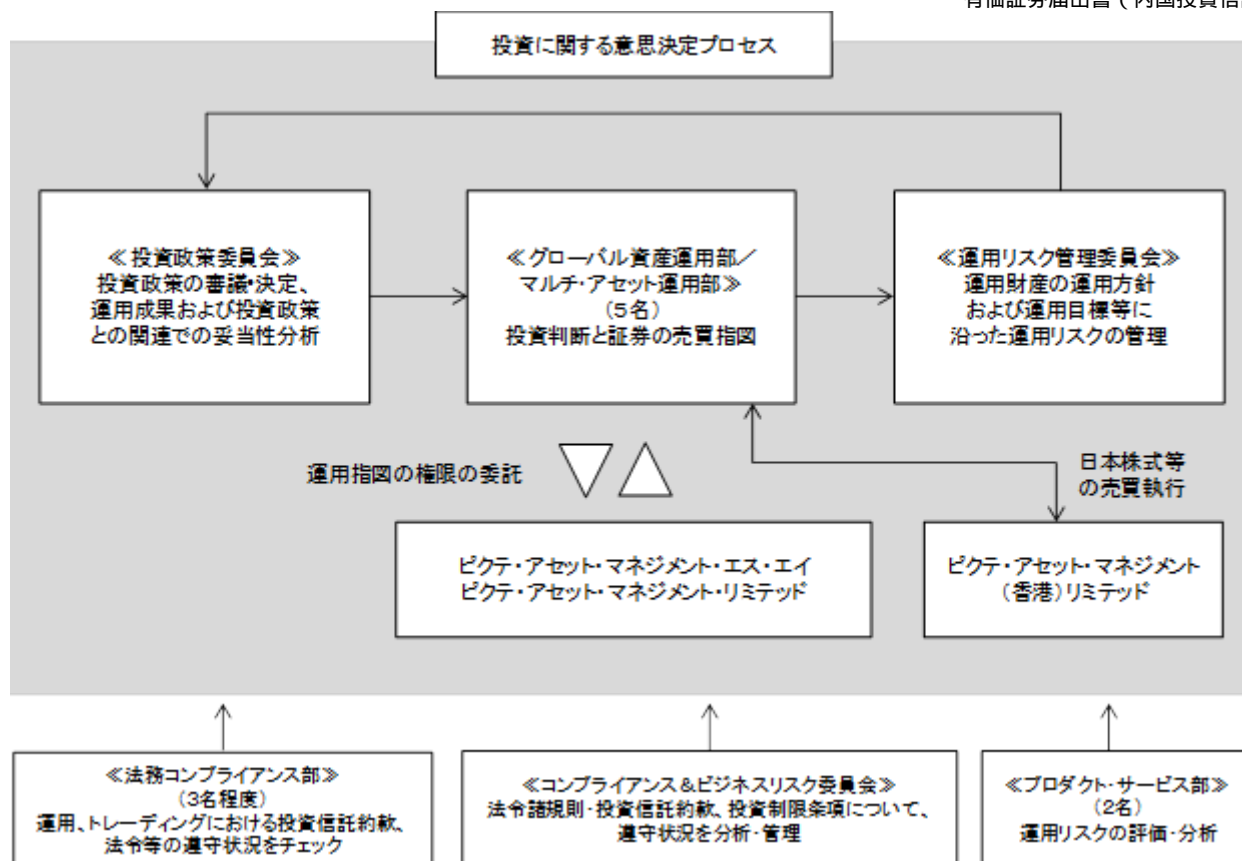 有価証券届出書(内国投資信
投資に関する意思決定プロセス
≪投資政策委員会≫
投資政策の審議・決定、
運用成果および投資政策
との関連での妥当性分析
≪グローバル資産運用部/
マルチ・アセット運用部≫
(5名)
投資判断と証券の売買指図
≪運用リスク管理委員会≫
運用財産の運用方針
および運用目標等に
沿った運用リスクの管理
運用指図の権限の委託
日本株式等
の売買執行
ピクテ・アセット・マネジメント・エス・エイ
ピクテ・アセット・マネジメント・リミテッド
ピクテ・アセット・マネジメント
(香港)リミテッド
≪法務コンプライアンス部≫
(3名程度)
運用、トレーディングにおける投資信託約款、
法令等の遵守状況をチェック
≪コンプライアンス&ビジネスリスク委員会≫
法令諸規則・投資信託約款、投資制限条項について、
遵守状況を分析・管理
≪プロダクト・サービス部≫
(2名)
運用リスクの評価・分析